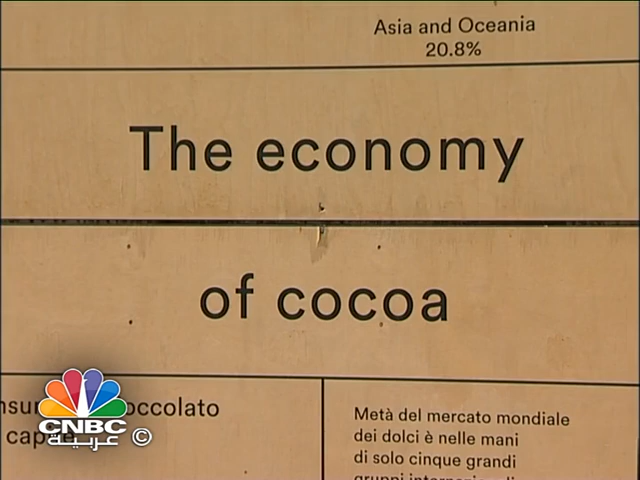 Asia and Oceania
20.8%
The economy
of cocoa
Metà del mercato mondiale
dei dolci è nelle mani
di solo cinque grandi
CNBC
عربية ©